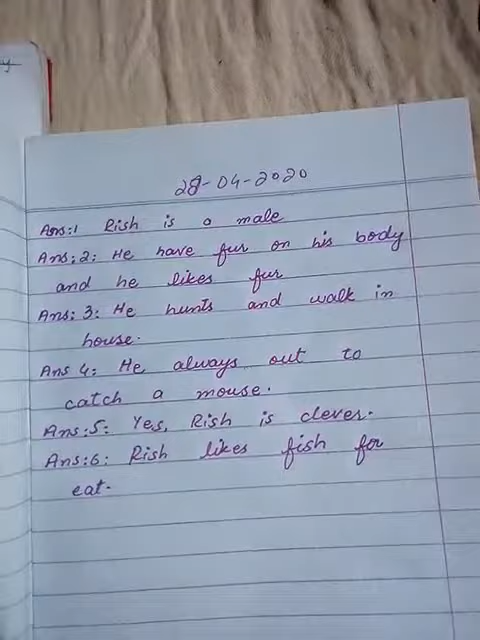 28-04-2020
Ans:1 Rish is a male
Ans:2: He have fur on his body
and he likes fur
Ans: 3: He hunts and walk in
house.
Ans 4: He always out to
catch a mouse.
Ans:5: Yes, Rish is clever.
Ans:6: Rish likes fish for
eat.